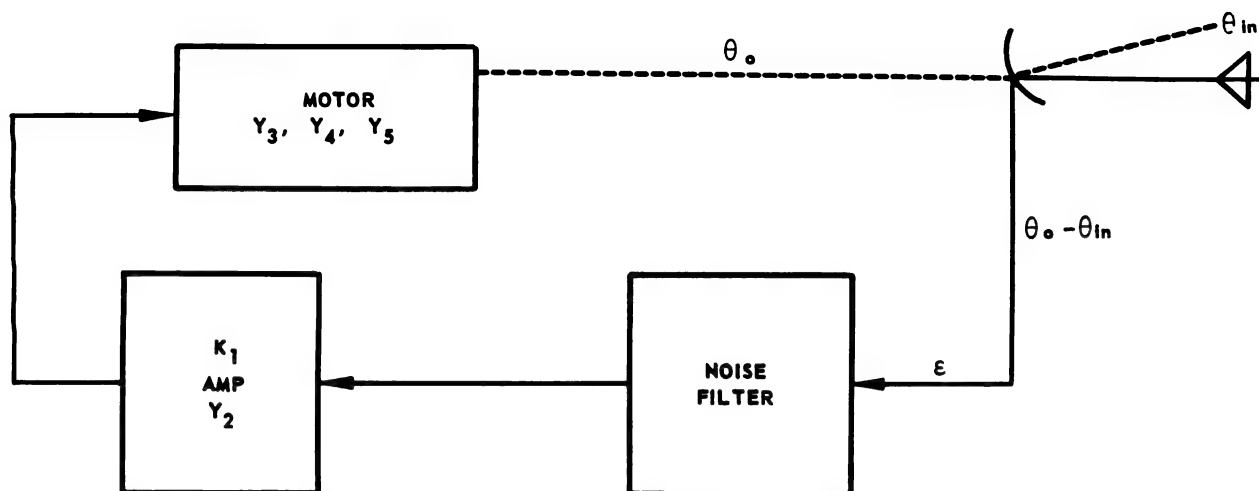 θo
θin
MOTOR
Y3, Y4, Y5
θo - θin
K1
AMP
Y2
NOISE
FILTER
ε